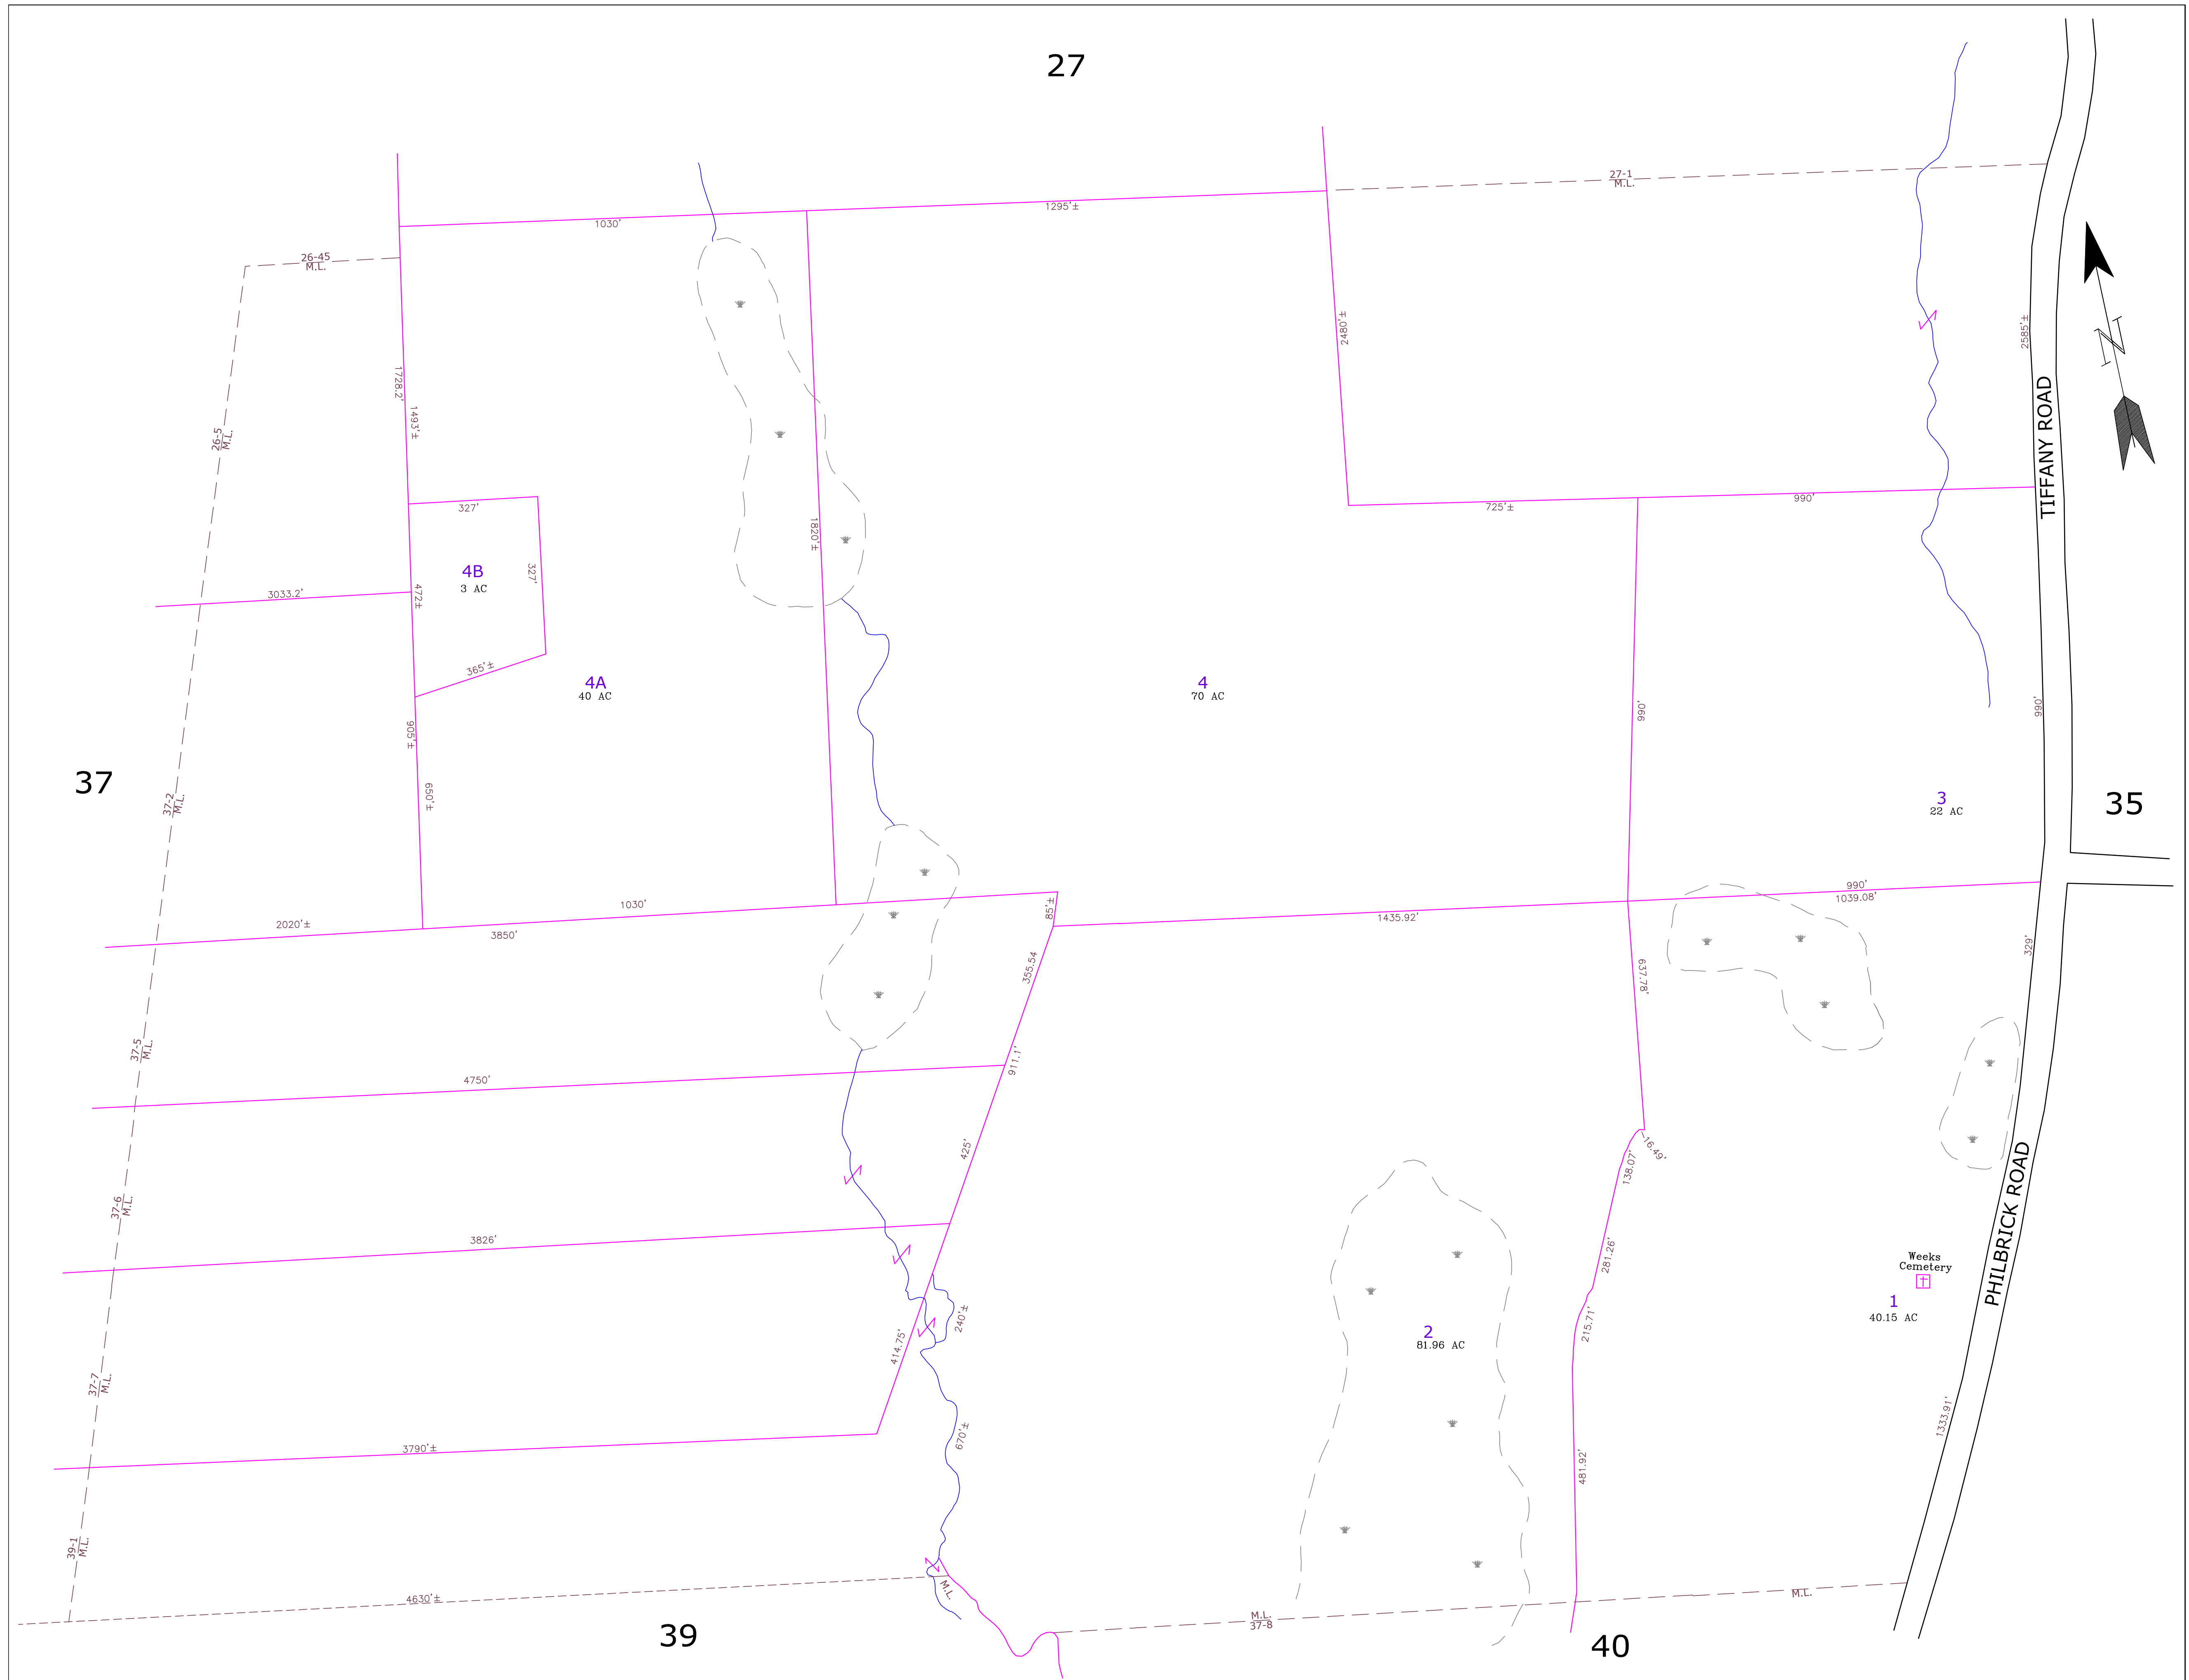 27
27-1
M.L.
1295'±
1030'
26-45
M.L.
2480'±
2585'±
N
1728.2'
1493'±
26-5
M.L.
TIFFANY ROAD
327'
725'±
990'
1820'±
4B
3 AC
327'
3033.2'
472±
365'±
4A
40 AC
4
70 AC
990'
990'
905'±
37
37-2
M.L.
650'±
3
22 AC
35
990'
1039.08'
1030'
85'±
1435.92'
2020'±
3850'
329'
355.54
637.78'
37-5
M.L.
911.1'
4750'
425'
16.49'
138.07'
37-6
M.L.
PHILBRICK ROAD
3826'
281.26'
Weeks
Cemetery
1
40.15 AC
240'±
215.71'
2
81.96 AC
414.75'
37-7
M.L.
1333.91'
670'±
3790'±
481.92'
39-1
M.L.
M.L.
4630'±
M.L.
M.L.
37-8
39
40